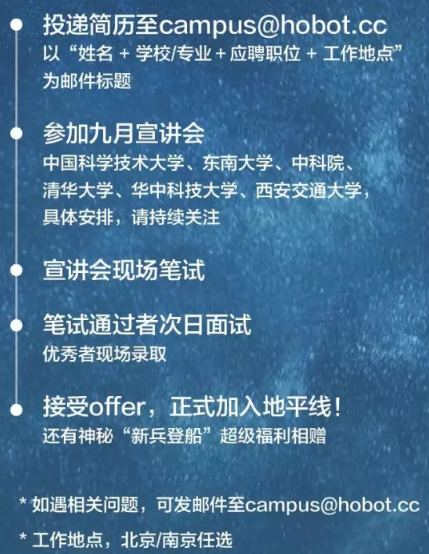 投递简历至campus@hobot.cc
以“姓名 + 学校/专业 + 应聘职位 + 工作地点”
为邮件标题
参加九月宣讲会
中国科学技术大学、东南大学、中科院、
清华大学、华中科技大学、西安交通大学，
具体安排，请持续关注
宣讲会现场笔试
笔试通过者次日面试
优秀者现场录取
接受offer，正式加入地平线！
还有神秘“新兵登船”超级福利相赠
* 如遇相关问题，可发邮件至campus@hobot.cc
* 工作地点，北京/南京任选